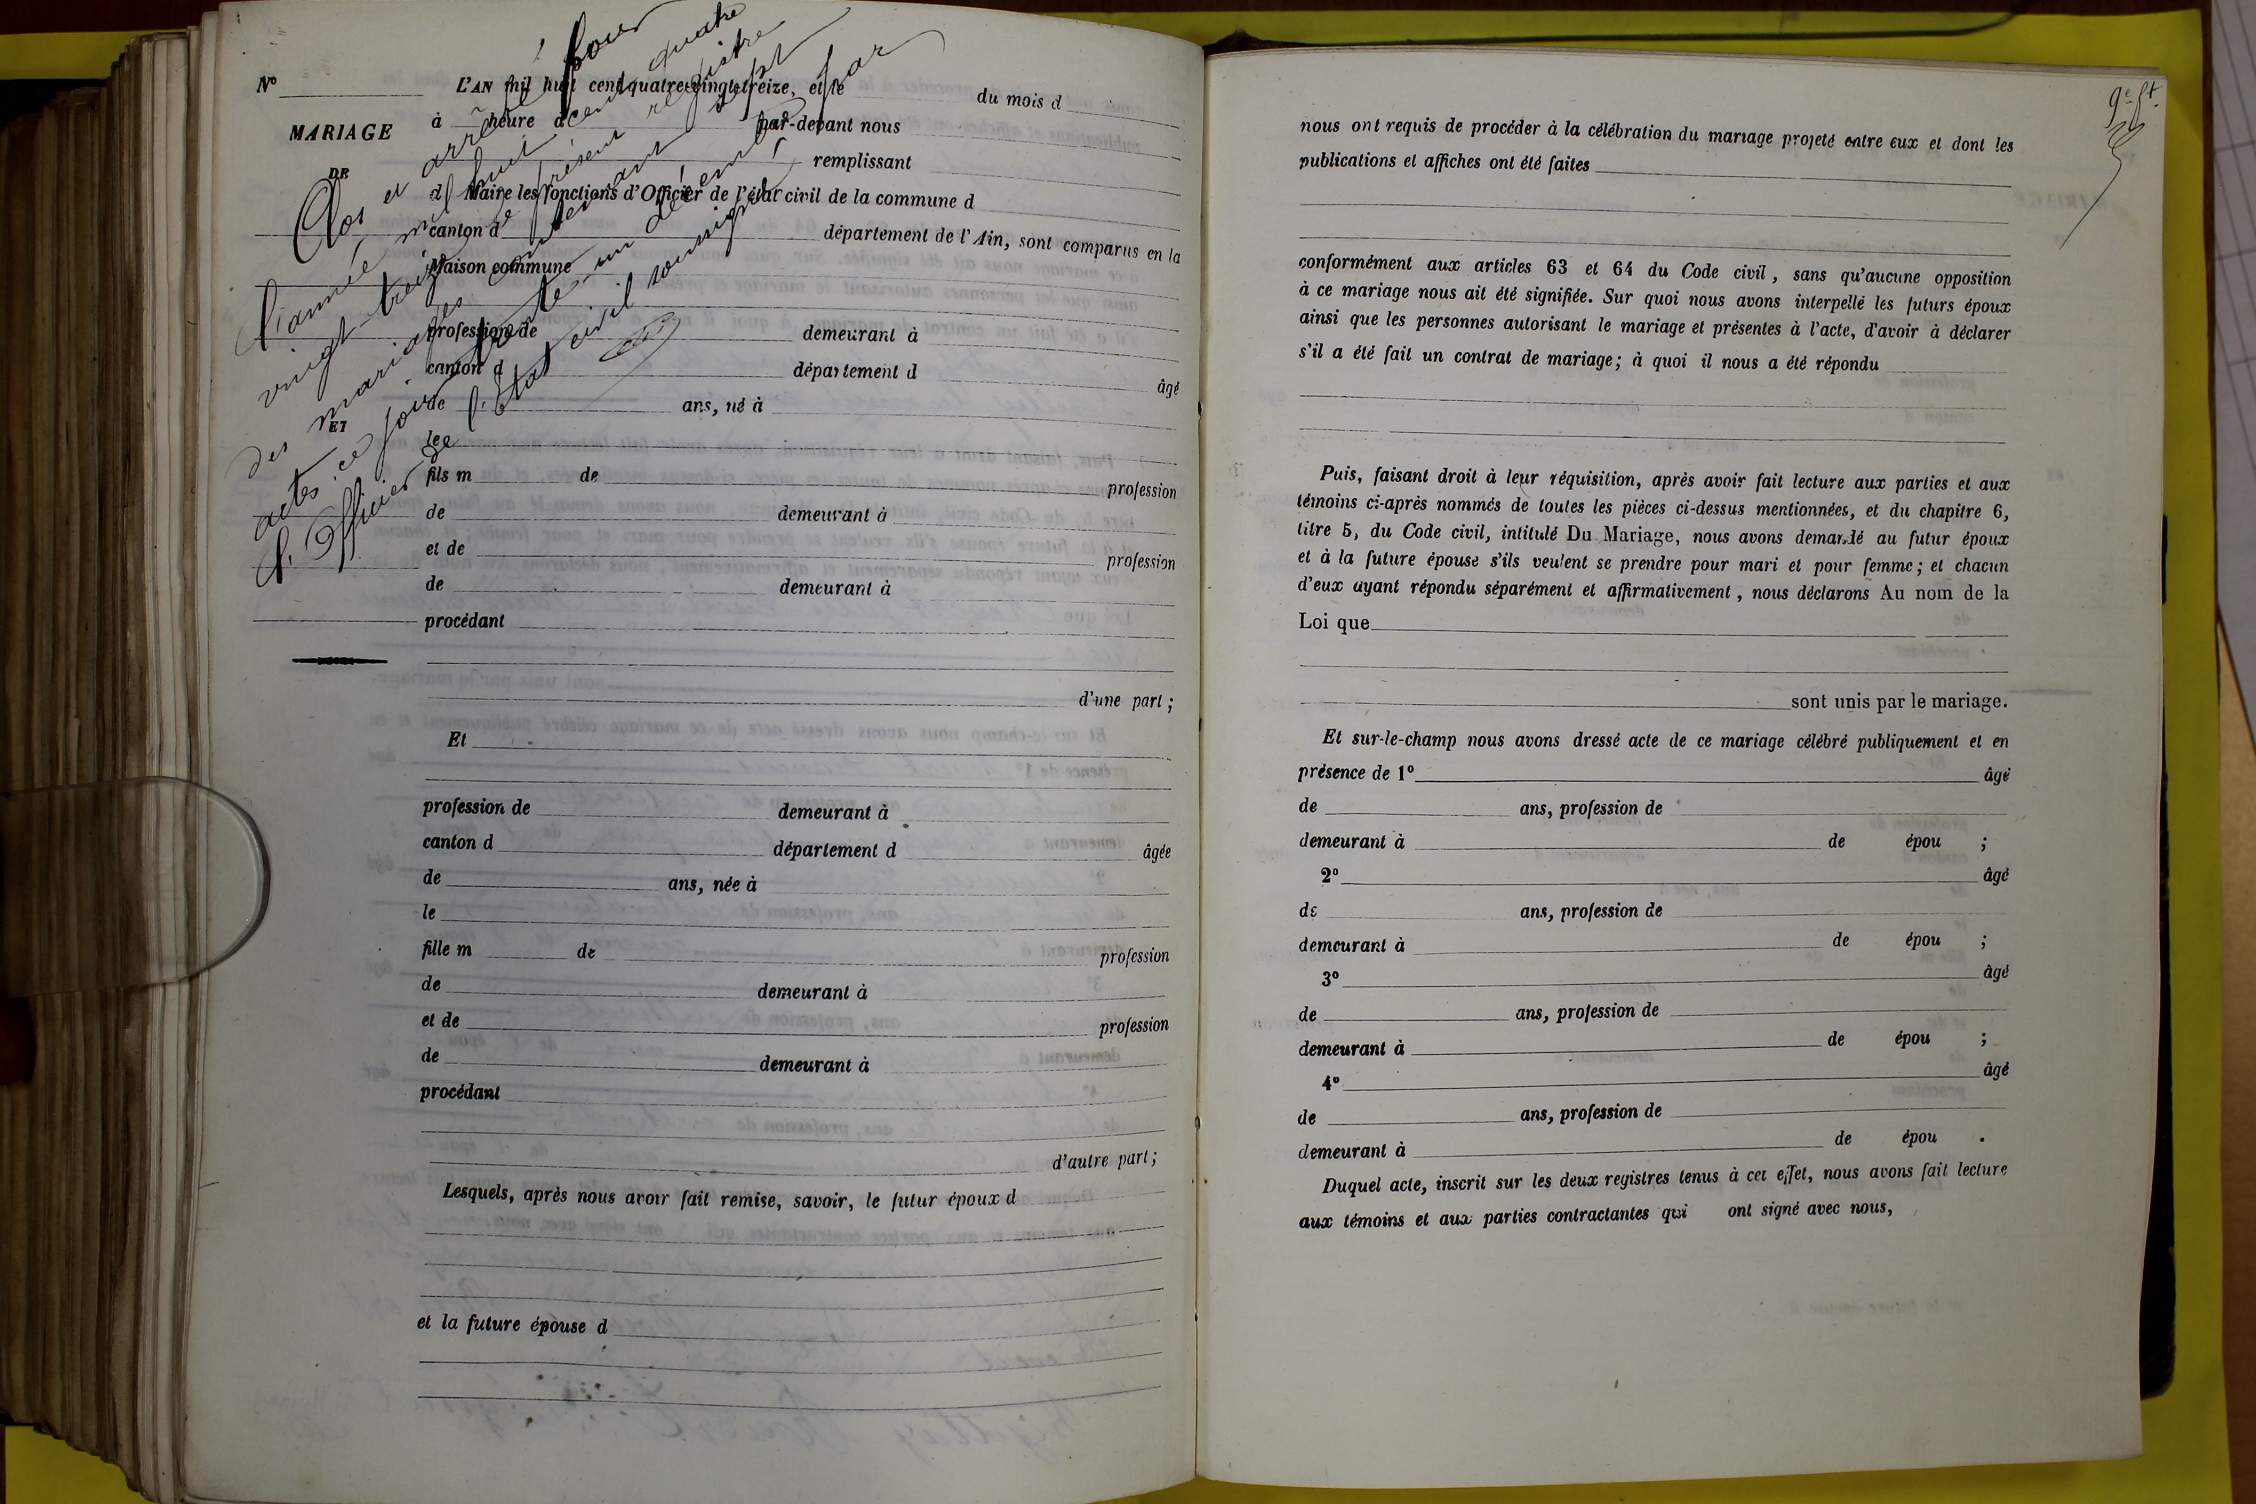 Clos et arrêté pour
l'année mil huit cent quatre
vingt-treize le présent registre
des mariages contenant sept
actes ce jour trente-un décembre par
l'Officier de l'État civil soussigné
No
MARIAGE
DE
ET
L'AN mil huit cent quatre-vingt-treize, et le du mois d
à heure d par-devant nous
remplissant
d Maire les fonctions d'Officier de l'état civil de la commune d
canton d département de l'Ain, sont comparus en la
Maison commune
profession de demeurant à
canton d département d âgé
de ans, né à
le
fils m de profession
de demeurant à
et de profession
de demeurant à
procédant
d'une part ;
Et
profession de demeurant à
canton d département d âgée
de ans, née à
le
fille m de profession
de demeurant à
et de profession
de demeurant à
procédant
d'autre part ;
Lesquels, après nous avoir fait remise, savoir, le futur époux d
et la future épouse d
9e ft.
nous ont requis de procéder à la célébration du mariage projeté entre eux et dont les
publications et affiches ont été faites
conformément aux articles 63 et 64 du Code civil, sans qu'aucune opposition
à ce mariage nous ait été signifiée. Sur quoi nous avons interpellé les futurs époux
ainsi que les personnes autorisant le mariage et présentes à l'acte, d'avoir à déclarer
s'il a été fait un contrat de mariage ; à quoi il nous a été répondu
Puis, faisant droit à leur réquisition, après avoir fait lecture aux parties et aux
témoins ci-après nommés de toutes les pièces ci-dessus mentionnées, et du chapitre 6,
titre 5, du Code civil, intitulé Du Mariage, nous avons demandé au futur époux
et à la future épouse s'ils veulent se prendre pour mari et pour femme ; et chacun
d'eux ayant répondu séparément et affirmativement, nous déclarons Au nom de la
Loi que
sont unis par le mariage.
Et sur-le-champ nous avons dressé acte de ce mariage célébré publiquement et en
présence de 1o âgé
de ans, profession de
demeurant à de épou ;
2o âgé
de ans, profession de
demeurant à de épou ;
3o âgé
de ans, profession de
demeurant à de épou ;
4o âgé
de ans, profession de
demeurant à de épou .
Duquel acte, inscrit sur les deux registres tenus à cet effet, nous avons fait lecture
aux témoins et aux parties contractantes qui ont signé avec nous,